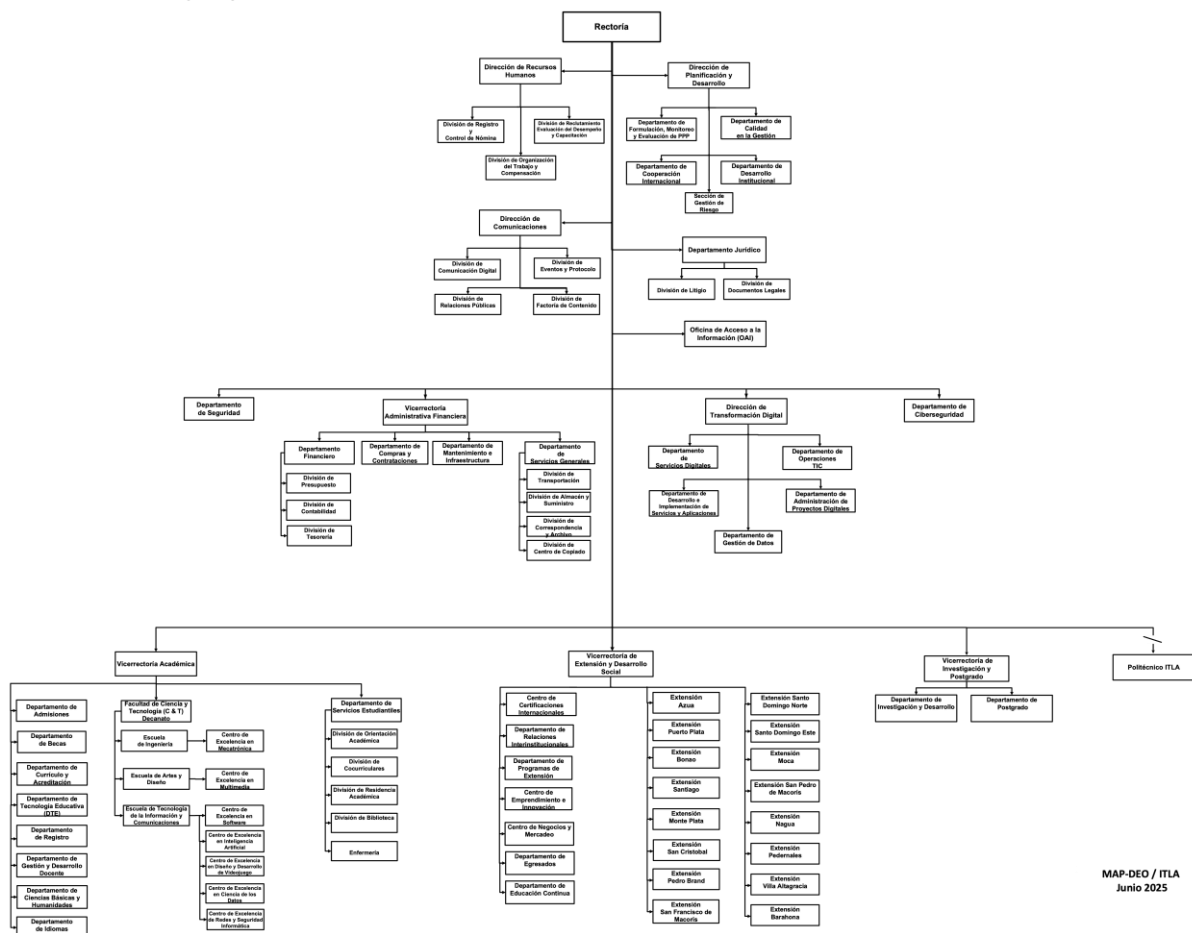 Rectoría
Dirección de Recursos
Humanos
Dirección de
Planificación y
Desarrollo
División de Registro
y
Control de Nómina
División de Reclutamiento
Evaluación del Desempeño
y Capacitación
División de Organización
del Trabajo y
Compensación
Departamento de
Formulación, Monitoreo
y Evaluación de PPP
Departamento de
Calidad
en la Gestión
Departamento de
Cooperación
Internacional
Departamento de
Desarrollo
Institucional
Sección de
Gestión de
Riesgo
Dirección de
Comunicaciones
División de
Comunicación Digital
División de
Eventos y Protocolo
División de
Relaciones Públicas
División de
Factoría de Contenido
Departamento Jurídico
División de Litigio
División de
Documentos Legales
Oficina de Acceso a la
Información (OAI)
Departamento
de Seguridad
Vicerrectoría
Administrativa Financiera
Dirección de
Transformación Digital
Departamento de
Ciberseguridad
Departamento
Financiero
Departamento de
Compras y
Contrataciones
Departamento de
Mantenimiento e
Infraestructura
Departamento
de
Servicios Generales
División de
Presupuesto
División de
Contabilidad
División de
Tesorería
División de
Transportación
División de Almacén y
Suministro
División de
Correspondencia
y Archivo
División de
Centro de Copiado
Departamento
de
Servicios Digitales
Departamento de
Operaciones
TIC
Departamento de
Desarrollo e
Implementación de
Servicios y Aplicaciones
Departamento de
Administración de
Proyectos Digitales
Departamento de
Gestión de Datos
Vicerrectoría Académica
Vicerrectoría de
Extensión y Desarrollo
Social
Vicerrectoría de
Investigación y
Postgrado
Politécnico ITLA
Departamento de
Admisiones
Departamento
de Becas
Departamento de
Currículo y
Acreditación
Departamento de
Tecnología Educativa
(DTE)
Departamento
de Registro
Departamento de
Gestión y Desarrollo
Docente
Departamento de
Ciencias Básicas y
Humanidades
Departamento
de Idiomas
Facultad de Ciencia y
Tecnología (C & T)
Decanato
Escuela
de Ingeniería
Centro de
Excelencia en
Mecatrónica
Escuela de Artes y
Diseño
Centro de
Excelencia en
Multimedia
Escuela de Tecnología
de la Información y
Comunicaciones
Centro de
Excelencia en
Software
Centro de Excelencia
en Inteligencia
Artificial
Centro de Excelencia
en Diseño y Desarrollo
de Videojuego
Centro de Excelencia
en Ciencia de los
Datos
Centro de Excelencia
de Redes y Seguridad
Informática
Departamento de
Servicios Estudiantiles
División de Orientación
Académica
División de
Cocurriculares
División de Residencia
Académica
División de Biblioteca
Enfermería
Centro de
Certificaciones
Internacionales
Departamento de
Relaciones
Interinstitucionales
Departamento de
Programas de
Extensión
Centro de
Emprendimiento e
Innovación
Centro de Negocios y
Mercadeo
Departamento de
Egresados
Departamento de
Educación Continua
Extensión
Azua
Extensión
Puerto Plata
Extensión
Bonao
Extensión
Santiago
Extensión
Monte Plata
Extensión
San Cristobal
Extensión
Pedro Brand
Extensión
San Francisco de
Macorís
Extensión Santo
Domingo Norte
Extensión
Santo Domingo Este
Extensión
Moca
Extensión San Pedro
de Macorís
Extensión
Nagua
Extensión
Pedernales
Extensión
Villa Altagracia
Extensión
Barahona
Departamento de
Investigación y Desarrollo
Departamento de
Postgrado
MAP-DEO / ITLA
Junio 2025